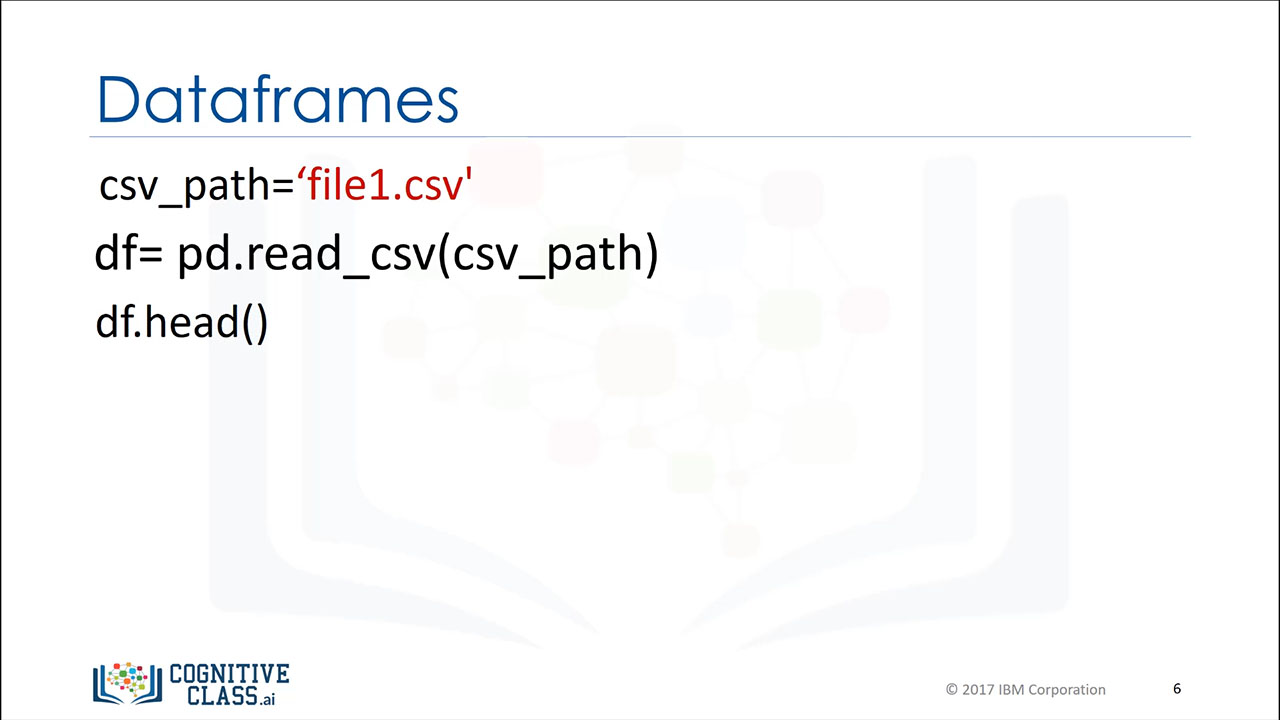 Dataframes
csv_path=‘file1.csv'
df= pd.read_csv(csv_path)
df.head()
COGNITIVE
CLASS.ai
© 2017 IBM Corporation
6